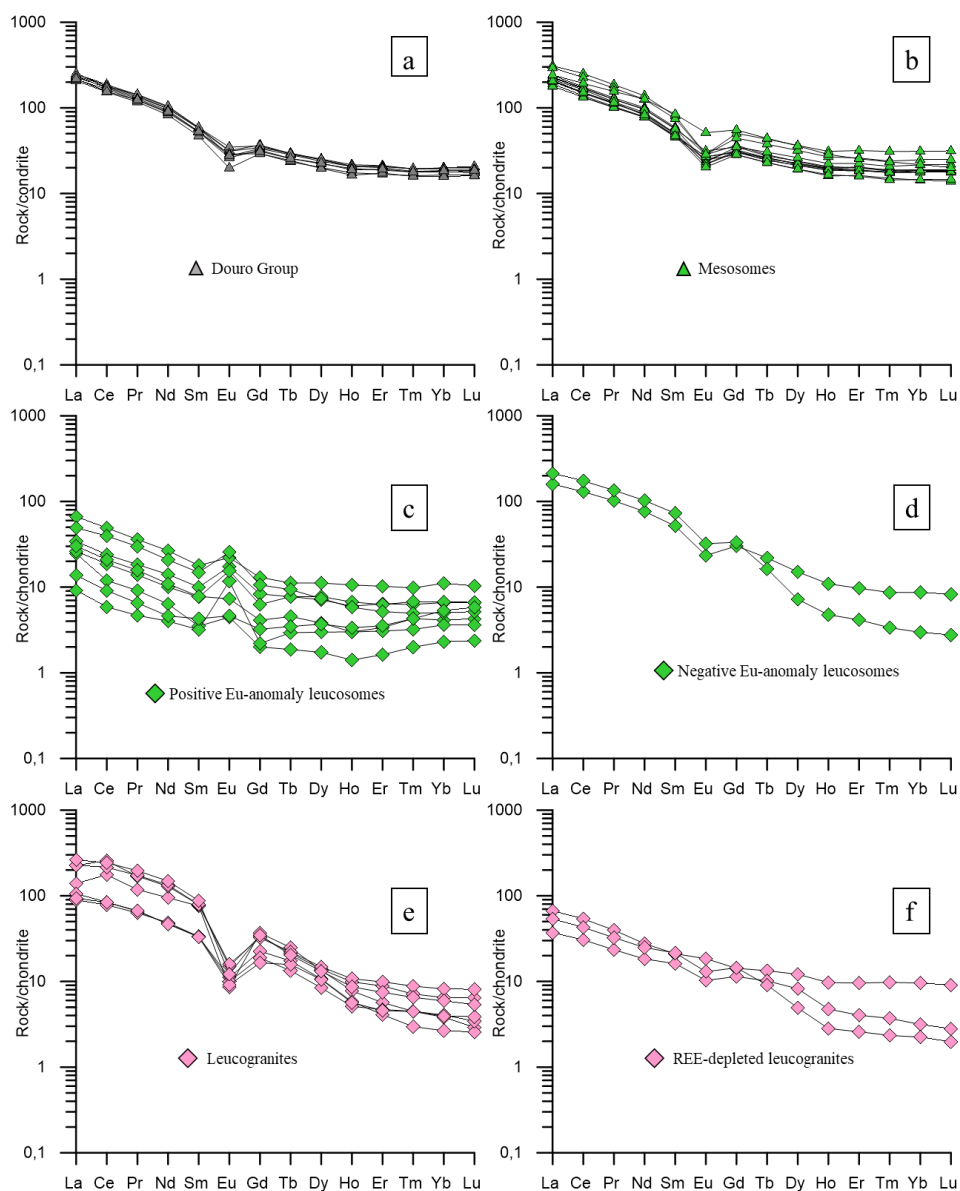 1000
100
10
1
0,1
Rock/condrite
a
Douro Group
La Ce Pr Nd Sm Eu Gd Tb Dy Ho Er Tm Yb Lu
1000
100
10
1
0,1
Rock/chondrite
b
Mesosomes
La Ce Pr Nd Sm Eu Gd Tb Dy Ho Er Tm Yb Lu
1000
100
10
1
0,1
Rock/chondrite
c
Positive Eu-anomaly leucosomes
La Ce Pr Nd Sm Eu Gd Tb Dy Ho Er Tm Yb Lu
1000
100
10
1
0,1
Rock/chondrite
d
Negative Eu-anomaly leucosomes
La Ce Pr Nd Sm Eu Gd Tb Dy Ho Er Tm Yb Lu
1000
100
10
1
0,1
Rock/chondrite
e
Leucogranites
La Ce Pr Nd Sm Eu Gd Tb Dy Ho Er Tm Yb Lu
1000
100
10
1
0,1
Rock/chondrite
f
REE-depleted leucogranites
La Ce Pr Nd Sm Eu Gd Tb Dy Ho Er Tm Yb Lu